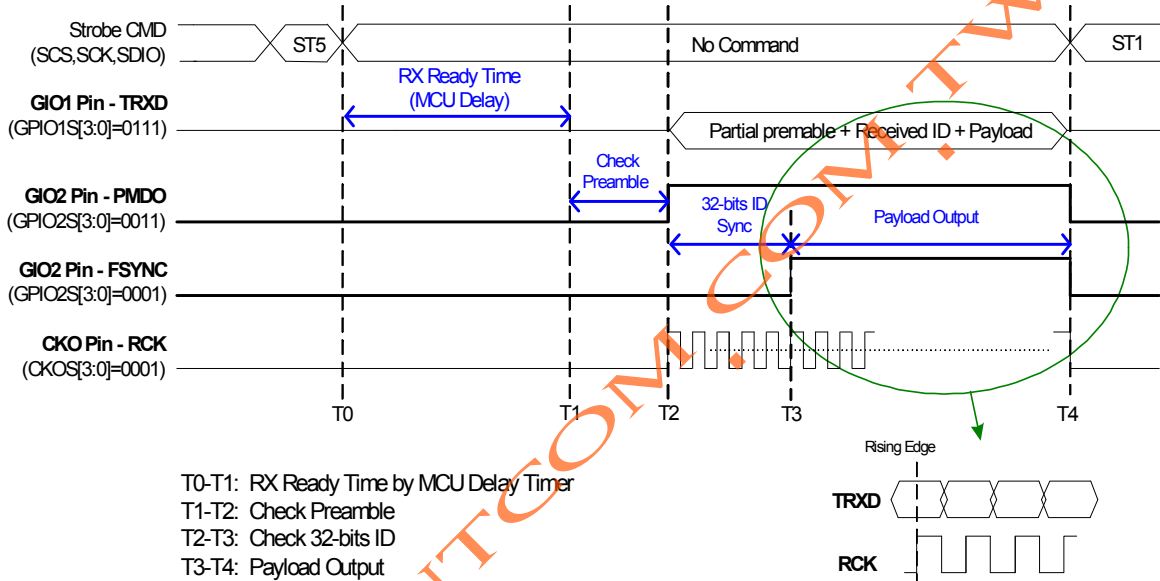 Strobe CMD
(SCS,SCK,SDIO)
ST5
No Command
ST1
RX Ready Time
(MCU Delay)
GIO1 Pin - TRXD
(GPIO1S[3:0]=0111)
Partial premable + Received ID + Payload
Check
Preamble
GIO2 Pin - PMDO
(GPIO2S[3:0]=0011)
32-bits ID
Sync
Payload Output
GIO2 Pin - FSYNC
(GPIO2S[3:0]=0001)
CKO Pin - RCK
(CKOS[3:0]=0001)
T0
T1
T2
T3
T4
T0-T1: RX Ready Time by MCU Delay Timer
T1-T2: Check Preamble
T2-T3: Check 32-bits ID
T3-T4: Payload Output
Rising Edge
TRXD
RCK
NTCOM.COM.TW